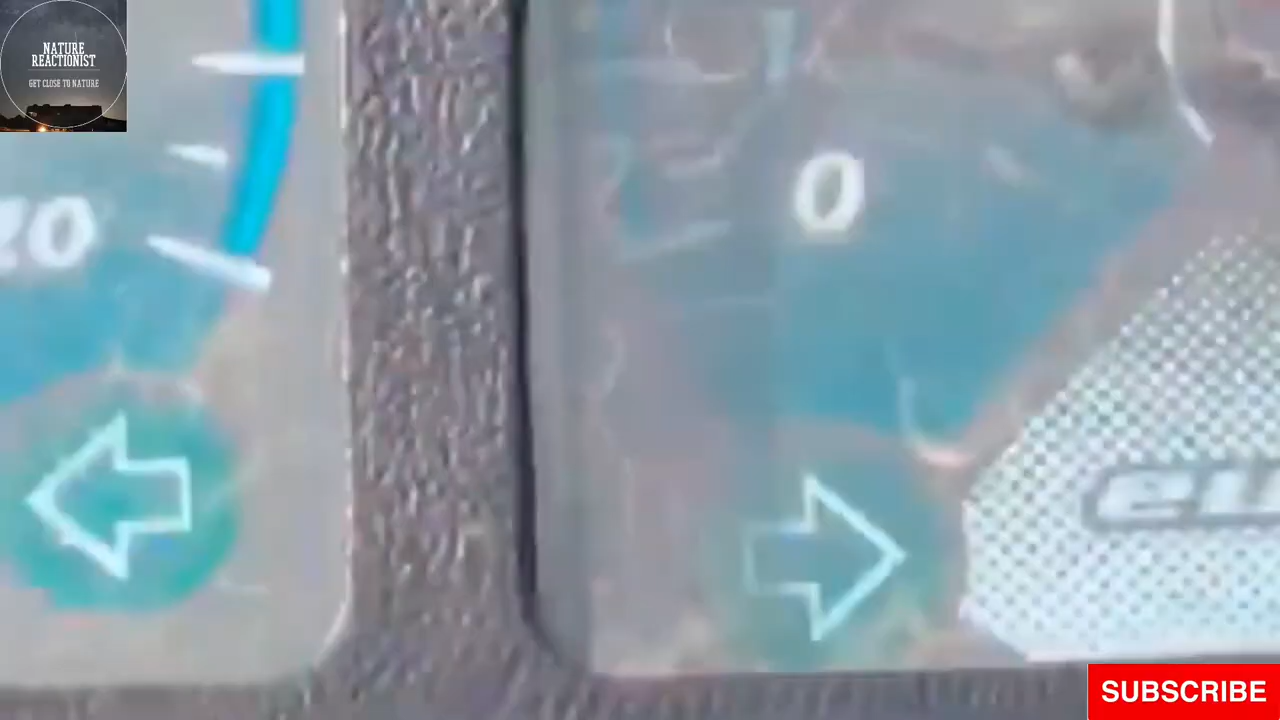 NATURE
REACTIONIST
GET CLOSE TO NATURE
20
0
SUBSCRIBE